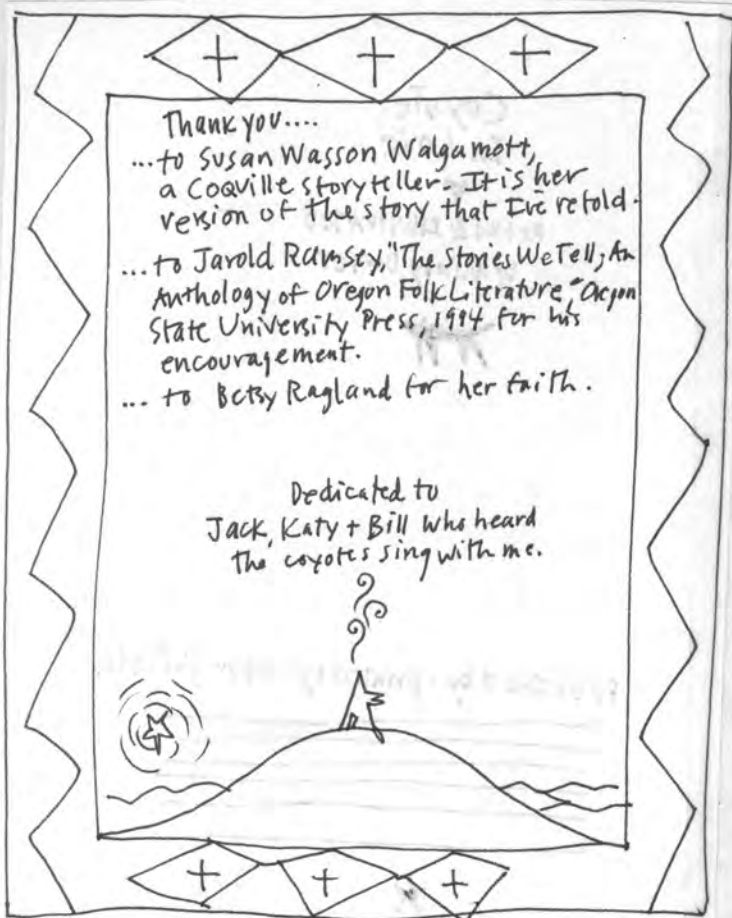 Thank you....
...to Susan Wasson Walgamott,
a Coqville storyteller. It is her
version of the story that I've retold.
...to Jarold Ramsey, "The Stories We Tell; An
Anthology of Oregon Folk Literature," Oregon
State University Press, 1994 for his
encouragement.
... to Betsy Ragland for her faith.
Dedicated to
Jack, Katy + Bill who heard
the coyotes sing with me.